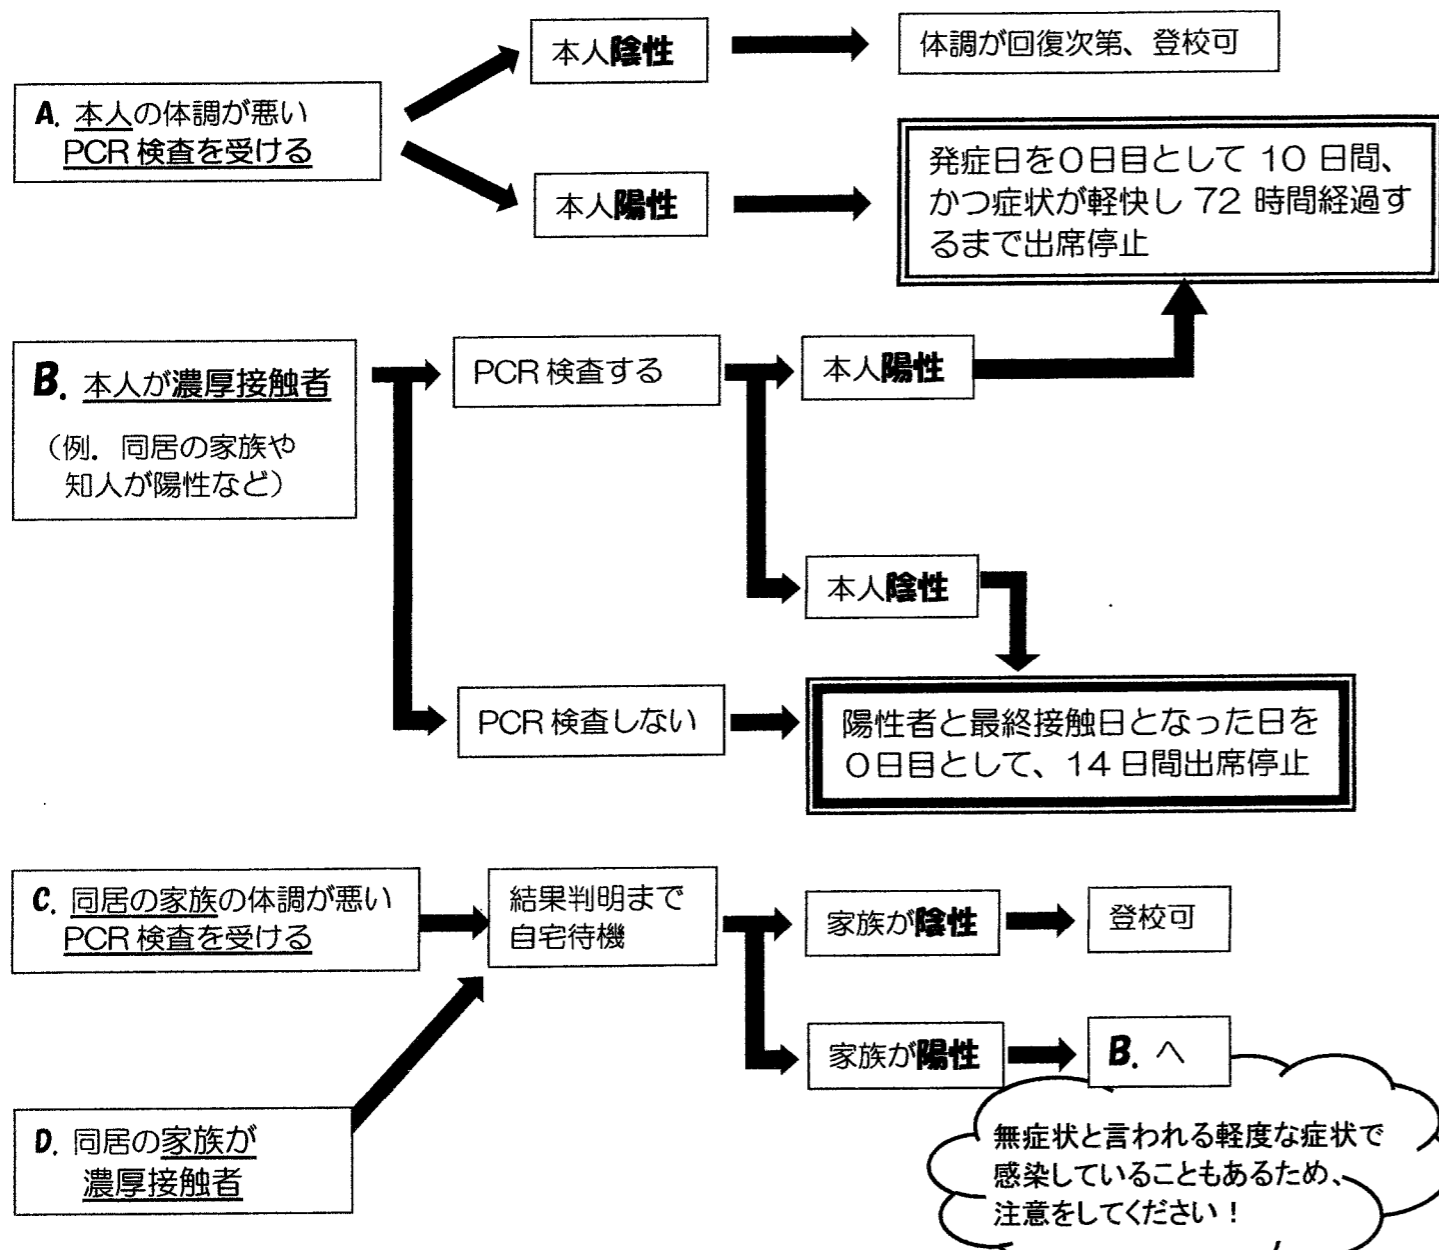 本人陰性
体調が回復次第、登校可
A. 本人の体調が悪い
PCR 検査を受ける
本人陽性
発症日を0日目として 10 日間、
かつ症状が軽快し 72 時間経過す
るまで出席停止
B. 本人が濃厚接触者
(例. 同居の家族や
知人が陽性など)
PCR 検査する
本人陽性
本人陰性
PCR 検査しない
陽性者と最終接触日となった日を
0日目として、14 日間出席停止
C. 同居の家族の体調が悪い
PCR 検査を受ける
結果判明まで
自宅待機
家族が陰性
登校可
家族が陽性
B. へ
D. 同居の家族が
濃厚接触者
無症状と言われる軽度な症状で
感染していることもあるため、
注意をしてください!